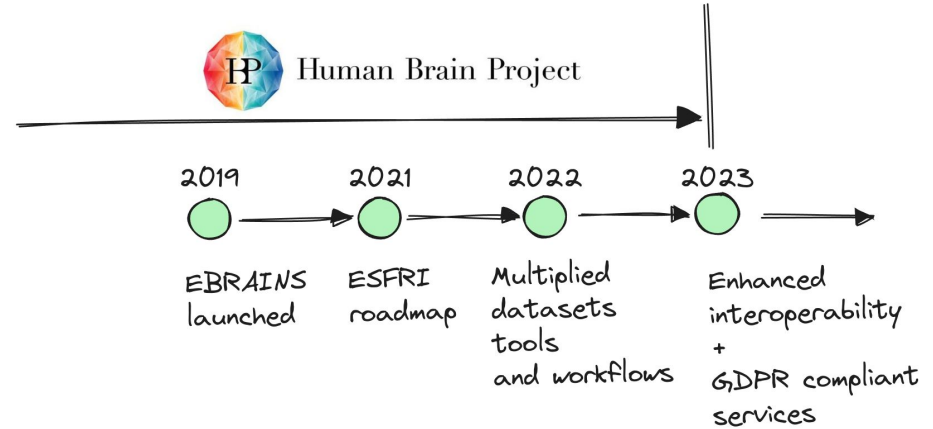 HBP Human Brain Project
2019
2021
2022
2023
EBRAINS
launched
ESFRI
roadmap
Multiplied
datasets
tools
and workflows
Enhanced
interoperability
+
GDPR compliant
services